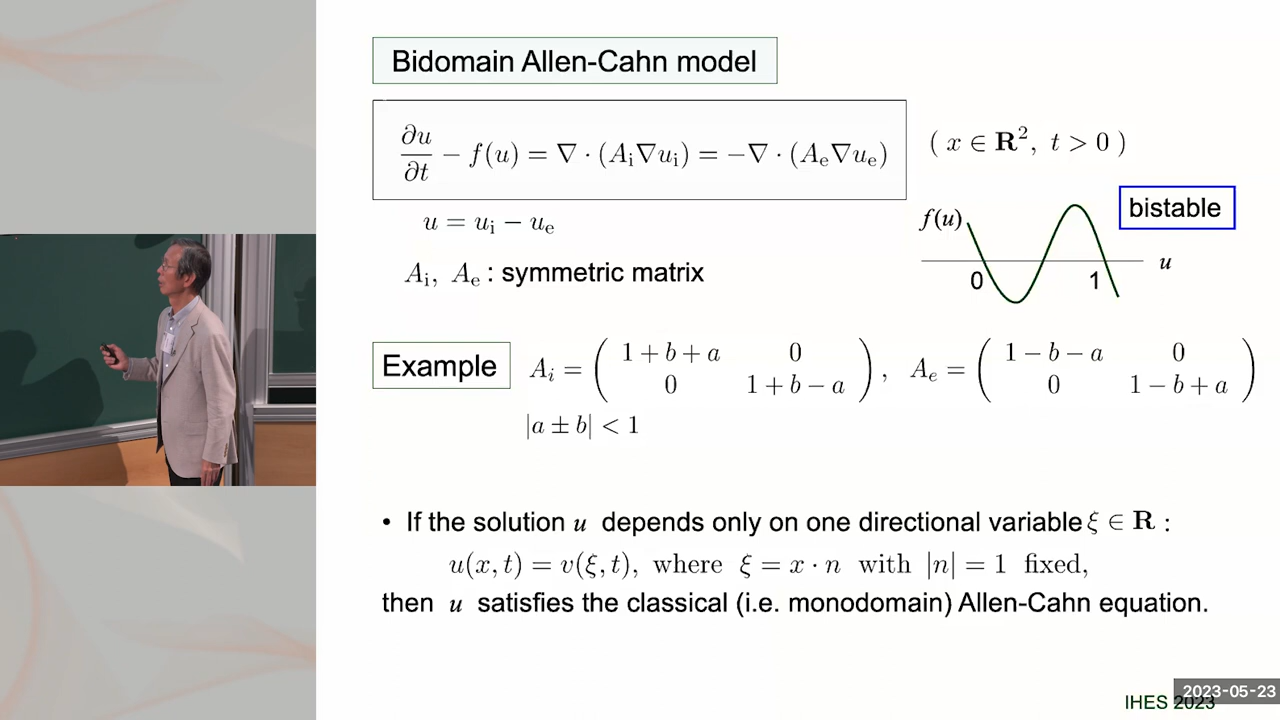 Bidomain Allen-Cahn model
∂u/∂t − f(u) = ∇ · (A_i∇u_i) = −∇ · (A_e∇u_e)
( x ∈ R², t > 0 )
u = u_i − u_e
A_i, A_e : symmetric matrix
f(u)
bistable
u
0
1
Example
A_i = ( 1 + b + a 0 ; 0 1 + b − a ) , A_e = ( 1 − b − a 0 ; 0 1 − b + a )
|a ± b| < 1
• If the solution u depends only on one directional variable ξ ∈ R :
u(x, t) = v(ξ, t), where ξ = x · n with |n| = 1 fixed,
then u satisfies the classical (i.e. monodomain) Allen-Cahn equation.
2023-05-23
IHES 2023